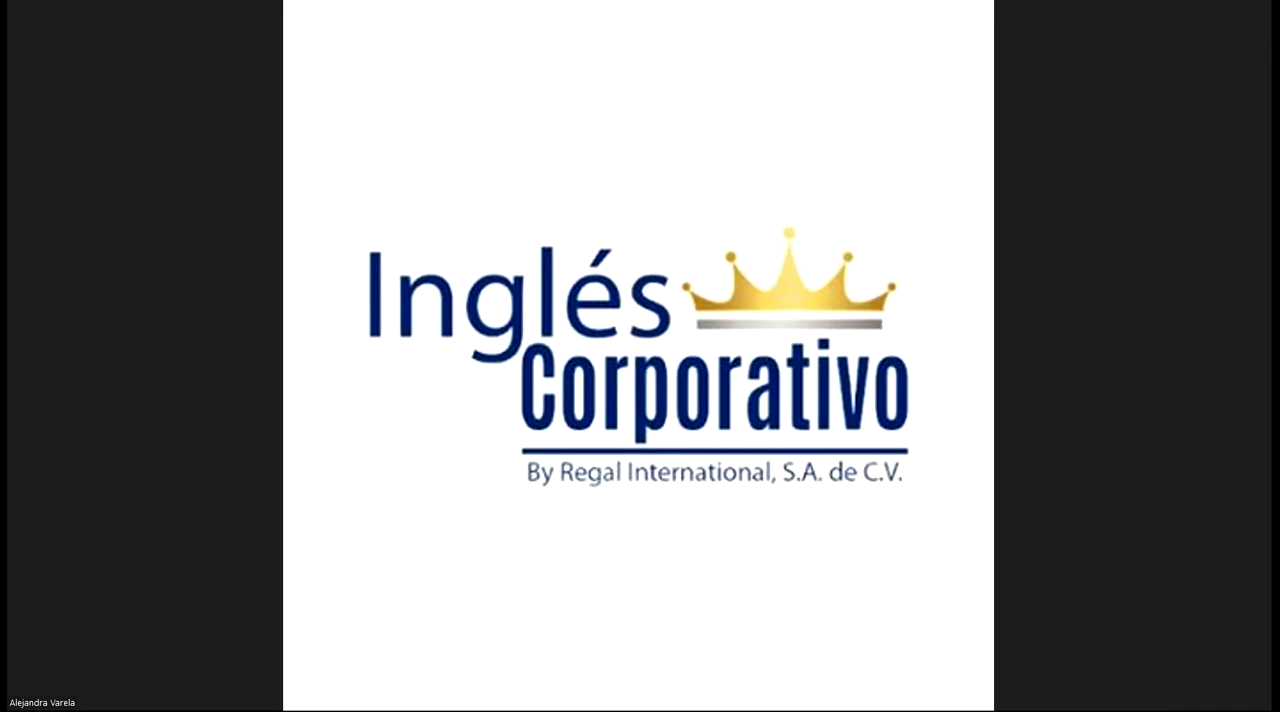 Inglés
Corporativo
By Regal International, S.A. de C.V.
Alejandra Varela